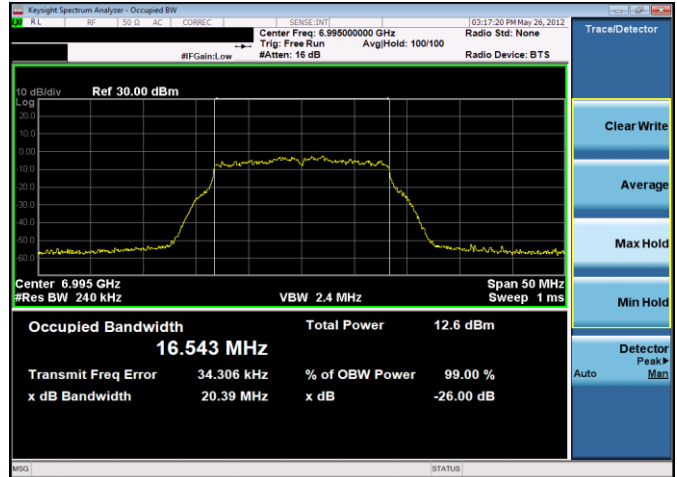 Keysight Spectrum Analyzer - Occupied BW
RL RF 50 Ω AC CORREC SENSE:INT 03:17:20 PM May 26, 2012
Center Freq: 6.995000000 GHz Radio Std: None
Trig: Free Run Avg|Hold: 100/100
#IFGain:Low #Atten: 16 dB Radio Device: BTS
Trace/Detector
10 dB/div Ref 30.00 dBm
Log
20.0
10.0
0.00
-10.0
-20.0
-30.0
-40.0
-50.0
-60.0
Center 6.995 GHz Span 50 MHz
#Res BW 240 kHz VBW 2.4 MHz Sweep 1 ms
Occupied Bandwidth Total Power 12.6 dBm
16.543 MHz
Transmit Freq Error 34.306 kHz % of OBW Power 99.00 %
x dB Bandwidth 20.39 MHz x dB -26.00 dB
Clear Write
Average
Max Hold
Min Hold
Detector
Peak▶
Auto Man
MSG STATUS